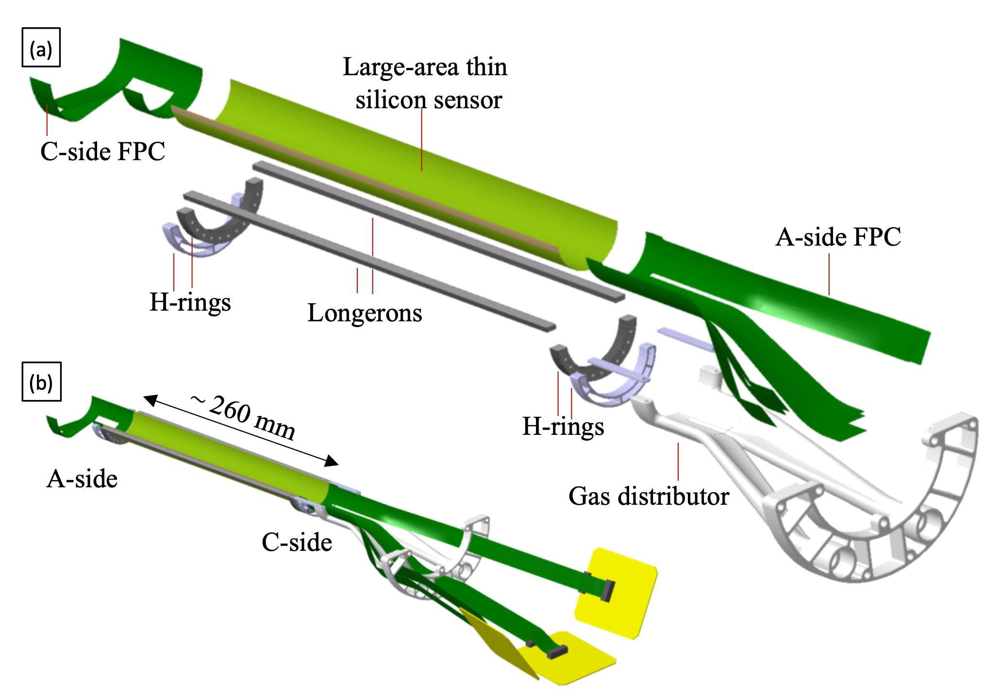 (a)
Large-area thin
silicon sensor
C-side FPC
A-side FPC
H-rings
Longerons
H-rings
Gas distributor
(b)
~ 260 mm
A-side
C-side